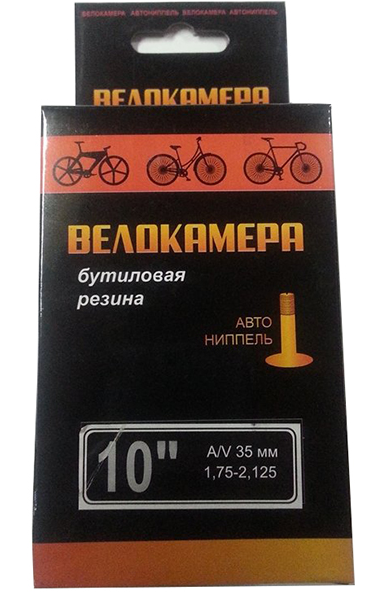 ВЕЛОКАМЕРА АВТОНИППЕЛЬ ВЕЛОКАМЕРА АВТОНИППЕЛЬ
ВЕЛОКАМЕРА
ВЕЛОКАМЕРА
бутиловая
резина
АВТО
НИППЕЛЬ
10"
A/V 35 мм
1,75-2,125